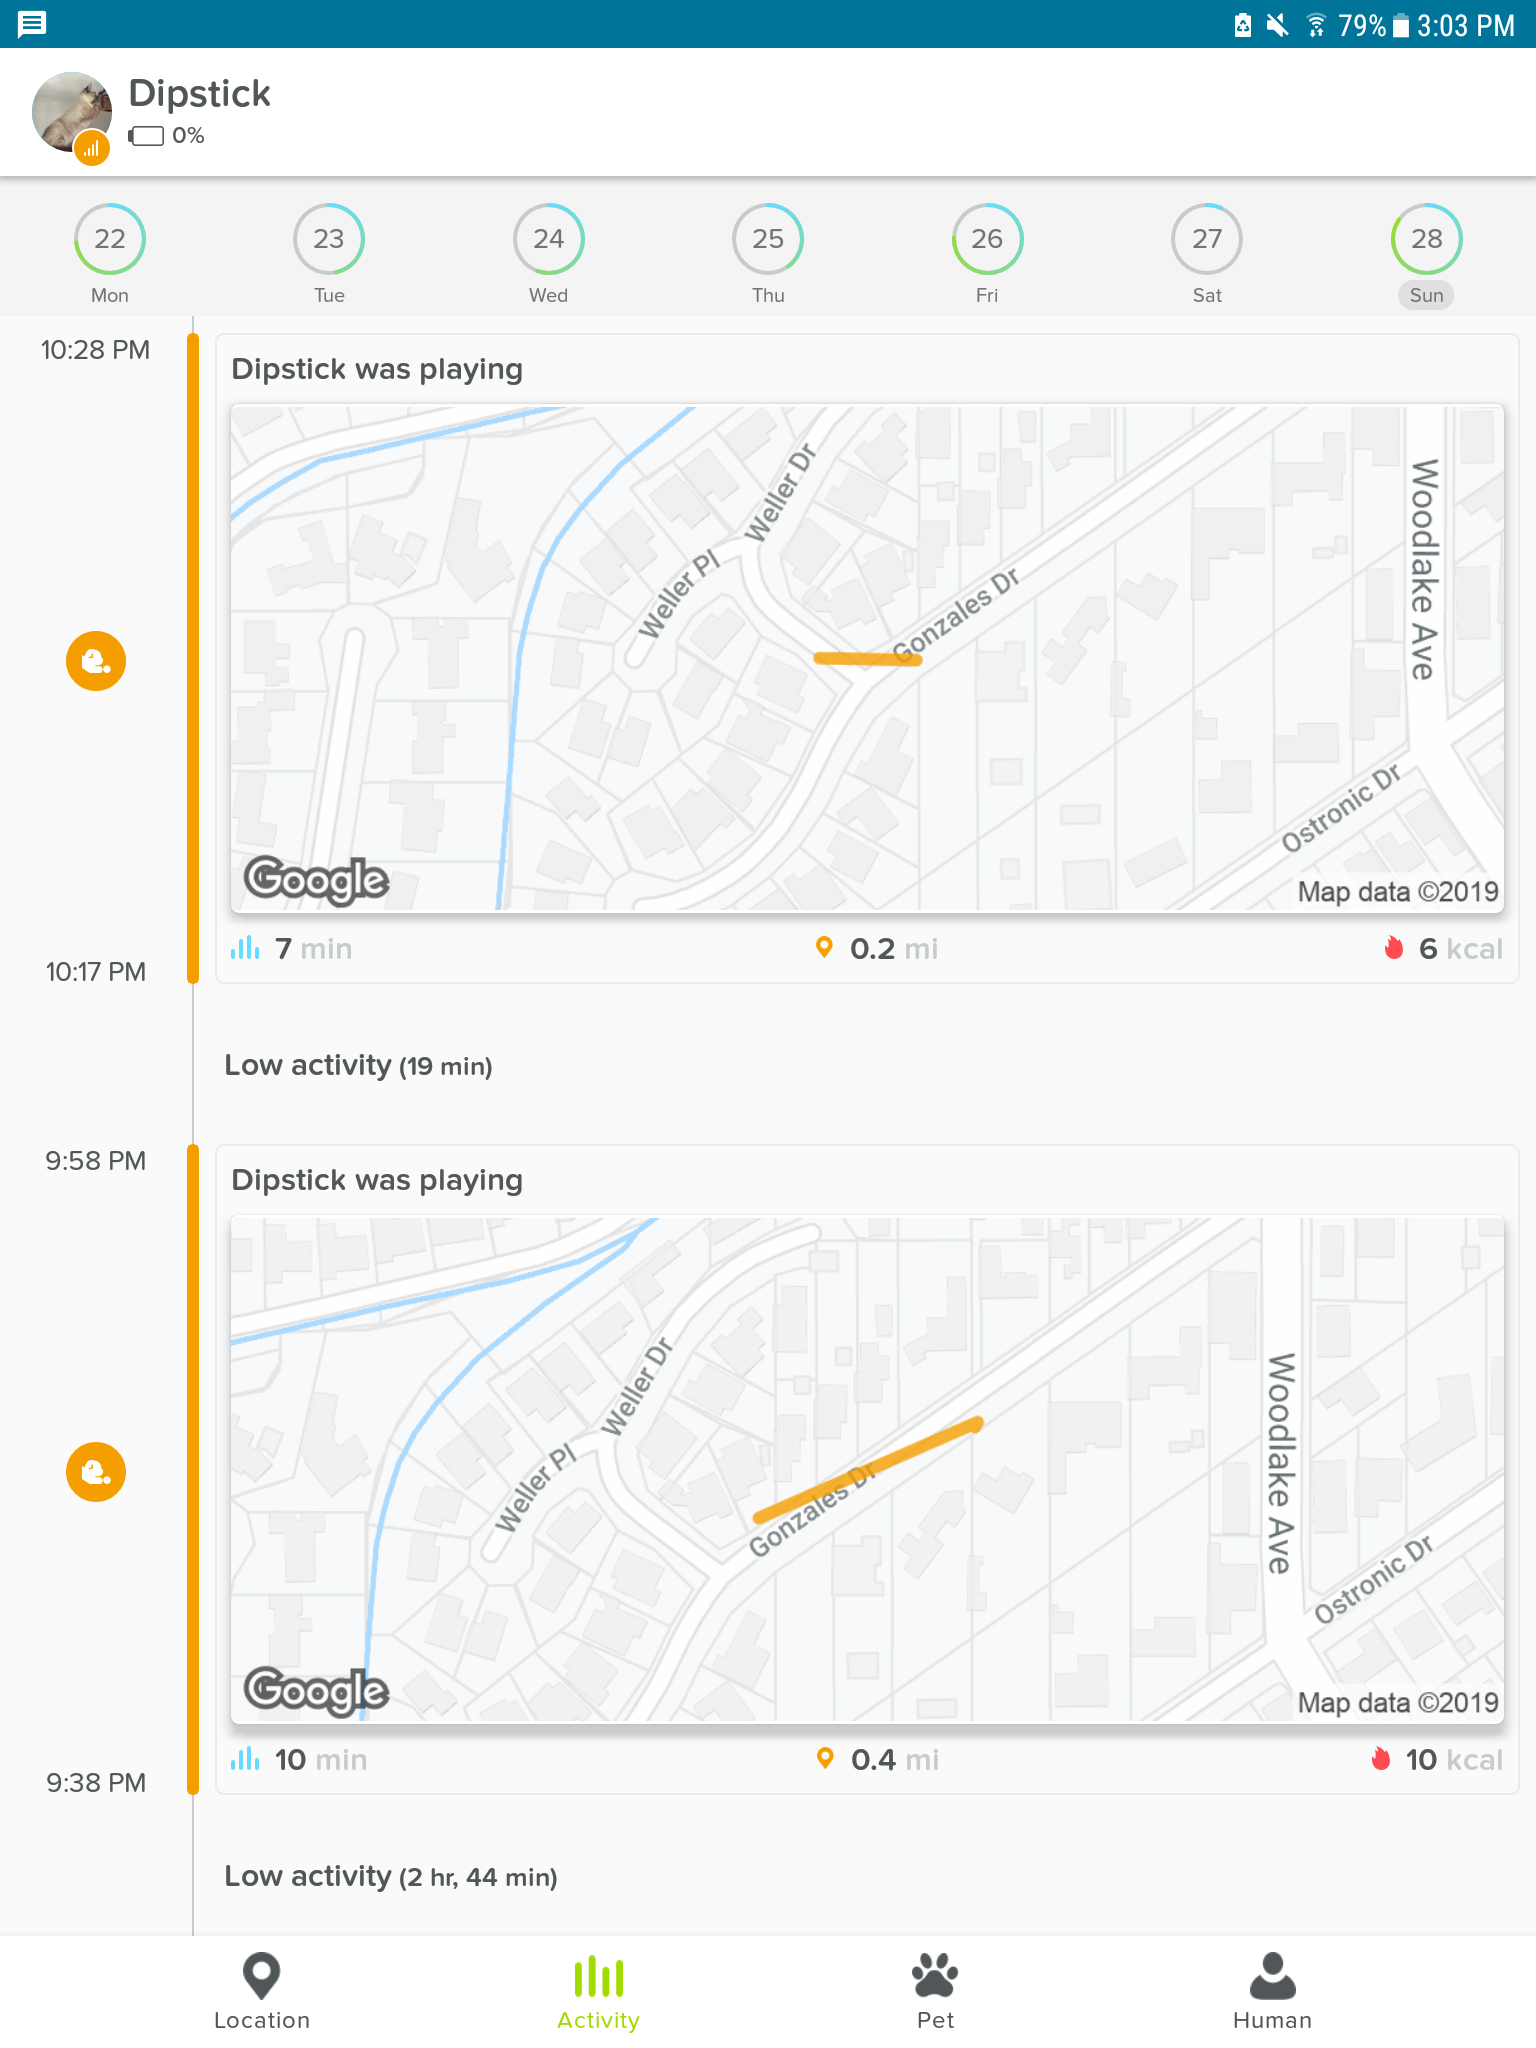 79% 3:03 PM
Dipstick
0%
22 23 24 25 26 27 28
Mon Tue Wed Thu Fri Sat Sun
10:28 PM
Dipstick was playing
Weller Dr
Weller Pl
Gonzales Dr
Woodlake Ave
Ostronic Dr
Google
Map data ©2019
7 min 0.2 mi 6 kcal
10:17 PM
Low activity (19 min)
9:58 PM
Dipstick was playing
Weller Dr
Weller Pl
Gonzales Dr
Woodlake Ave
Ostronic Dr
Google
Map data ©2019
10 min 0.4 mi 10 kcal
9:38 PM
Low activity (2 hr, 44 min)
Location Activity Pet Human